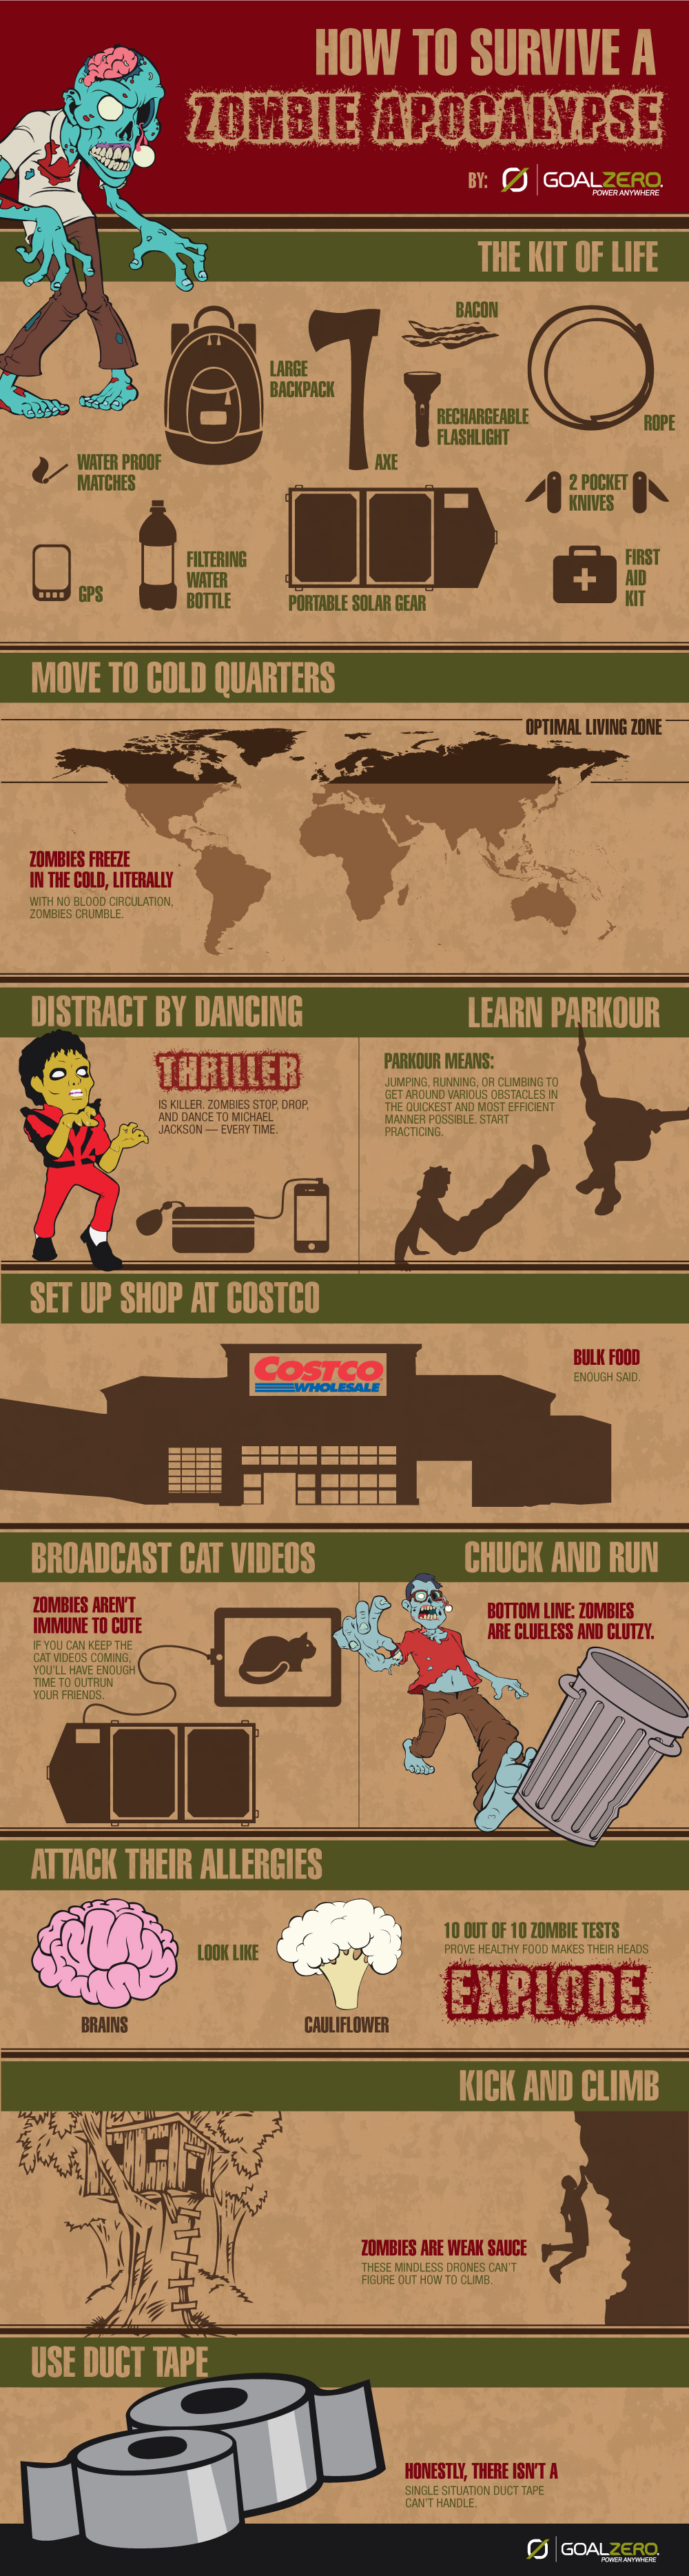 HOW TO SURVIVE A
ZOMBIE APOCALYPSE
BY: GOALZERO.
POWER ANYWHERE
THE KIT OF LIFE
BACON
LARGE
BACKPACK
RECHARGEABLE
FLASHLIGHT
ROPE
WATER PROOF
MATCHES
AXE
2 POCKET
KNIVES
FILTERING
WATER
BOTTLE
FIRST
AID
KIT
GPS
PORTABLE SOLAR GEAR
MOVE TO COLD QUARTERS
OPTIMAL LIVING ZONE
ZOMBIES FREEZE
IN THE COLD, LITERALLY
WITH NO BLOOD CIRCULATION,
ZOMBIES CRUMBLE.
DISTRACT BY DANCING
THRILLER
IS KILLER. ZOMBIES STOP, DROP,
AND DANCE TO MICHAEL
JACKSON — EVERY TIME.
LEARN PARKOUR
PARKOUR MEANS:
JUMPING, RUNNING, OR CLIMBING TO
GET AROUND VARIOUS OBSTACLES IN
THE QUICKEST AND MOST EFFICIENT
MANNER POSSIBLE. START
PRACTICING.
SET UP SHOP AT COSTCO
COSTCO
WHOLESALE
BULK FOOD
ENOUGH SAID.
BROADCAST CAT VIDEOS
ZOMBIES AREN'T
IMMUNE TO CUTE
IF YOU CAN KEEP THE
CAT VIDEOS COMING,
YOU'LL HAVE ENOUGH
TIME TO OUTRUN
YOUR FRIENDS.
CHUCK AND RUN
BOTTOM LINE: ZOMBIES
ARE CLUELESS AND CLUTZY.
ATTACK THEIR ALLERGIES
LOOK LIKE
BRAINS
CAULIFLOWER
10 OUT OF 10 ZOMBIE TESTS
PROVE HEALTHY FOOD MAKES THEIR HEADS
EXPLODE
KICK AND CLIMB
ZOMBIES ARE WEAK SAUCE
THESE MINDLESS DRONES CAN'T
FIGURE OUT HOW TO CLIMB.
USE DUCT TAPE
HONESTLY, THERE ISN'T A
SINGLE SITUATION DUCT TAPE
CAN'T HANDLE.
GOALZERO.
POWER ANYWHERE